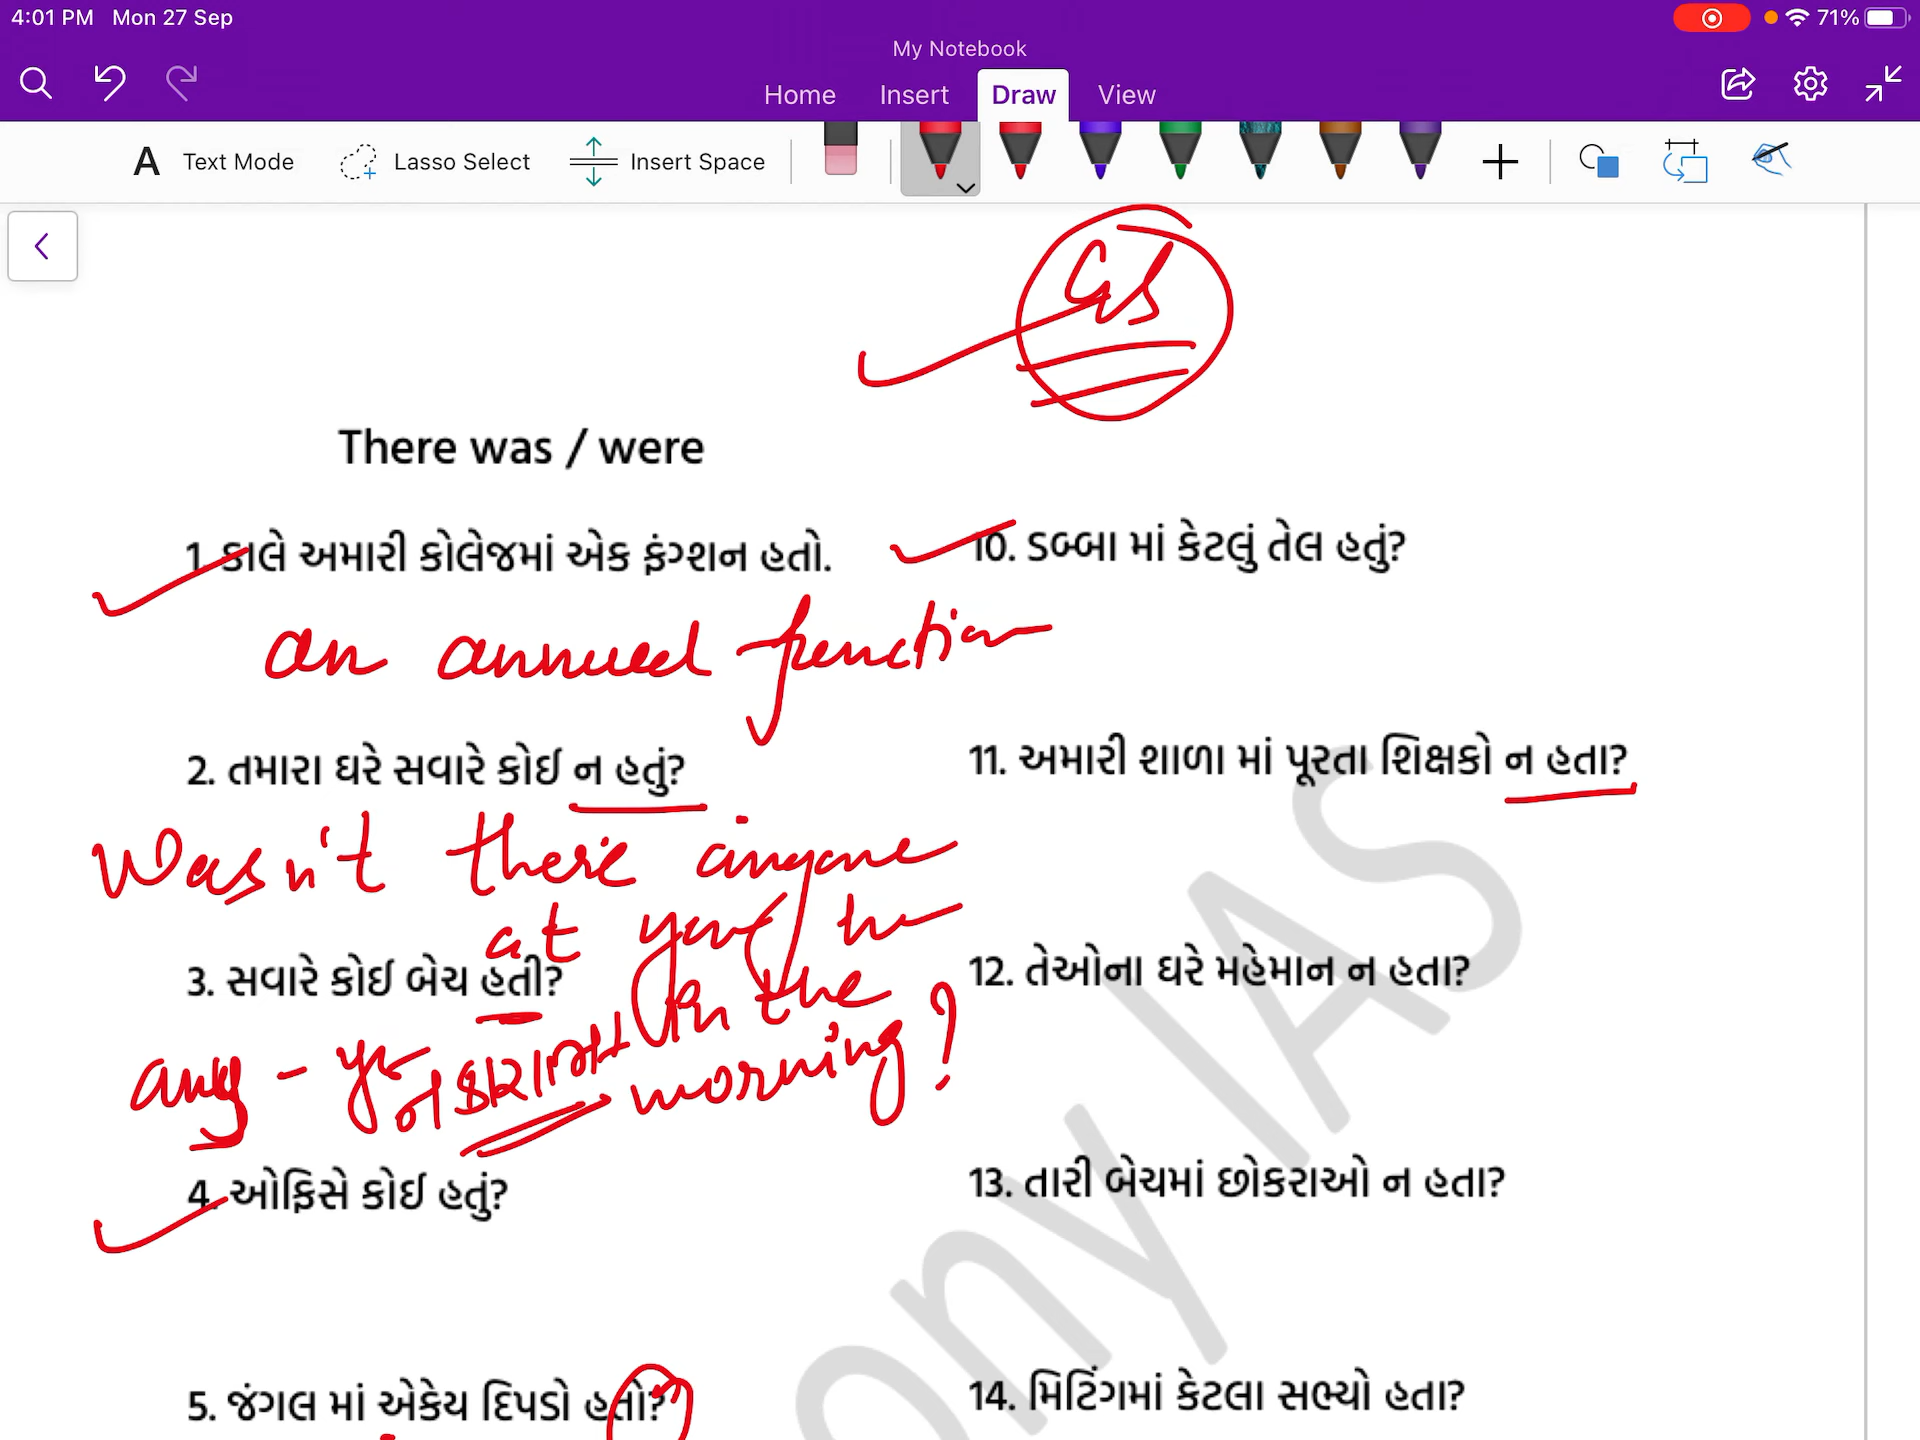 4:01 PM Mon 27 Sep
71%
My Notebook
Home Insert Draw View
A Text Mode Lasso Select Insert Space
There was / were
1. કાલે અમારી કોલેજમાં એક ફંગ્શન હતો.
an annual function
2. તમારા ઘરે સવારે કોઈ ન હતું?
Wasn't there anyone
at your
in the
morning?
3. સવારે કોઈ બેચ હતી?
any -
4. ઓફિસે કોઈ હતું?
5. જંગલ માં એકેય દિપડો હતો?
10. ડબ્બા માં કેટલું તેલ હતું?
11. અમારી શાળા માં પૂરતા શિક્ષકો ન હતા?
12. તેઓના ઘરે મહેમાન ન હતા?
13. તારી બેચમાં છોકરાઓ ન હતા?
14. મિટિંગમાં કેટલા સભ્યો હતા?
ony IAS